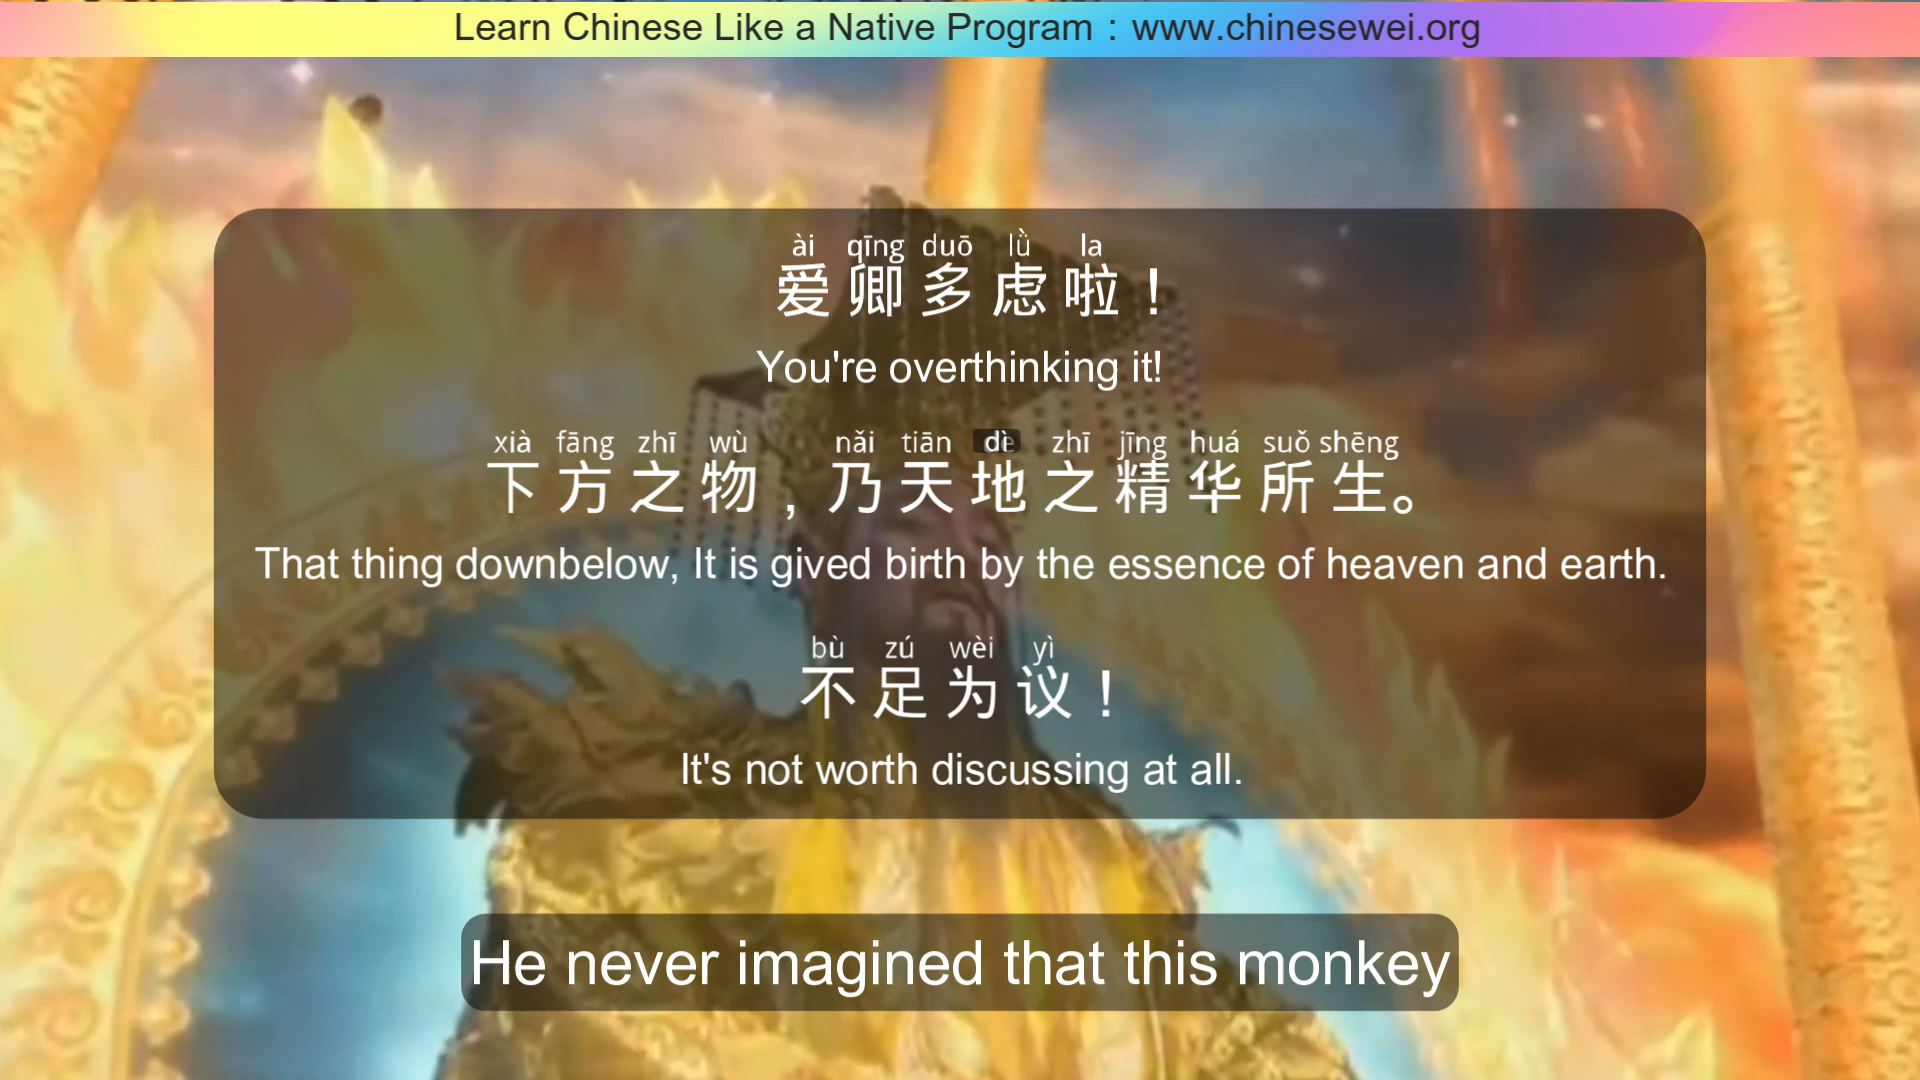 Learn Chinese Like a Native Program：www.chinesewei.org
ài qīng duō lǜ la
爱卿多虑啦！
You're overthinking it!
xià fāng zhī wù nǎi tiān dì zhī jīng huá suǒ shēng
下方之物，乃天地之精华所生。
That thing downbelow, It is gived birth by the essence of heaven and earth.
bù zú wèi yì
不足为议！
It's not worth discussing at all.
He never imagined that this monkey